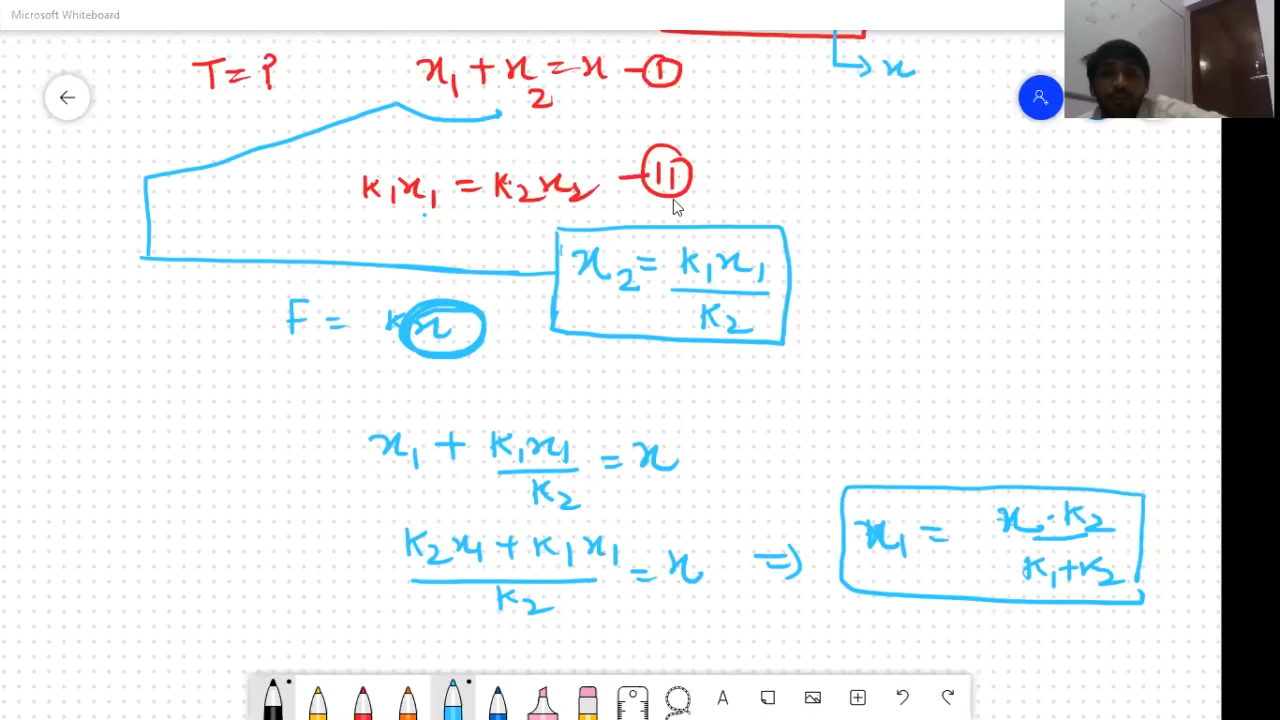 Microsoft Whiteboard
T = ? x₁ + x₂ = x – Ⓘ
→ x
k₁x₁ = k₂x₂ – (II)
x₂ = k₁x₁/k₂
F = kx
x₁ + k₁x₁/k₂ = x
k₂x₁ + k₁x₁/k₂ = x ⇒ x₁ = x · k₂/k₁+k₂
A